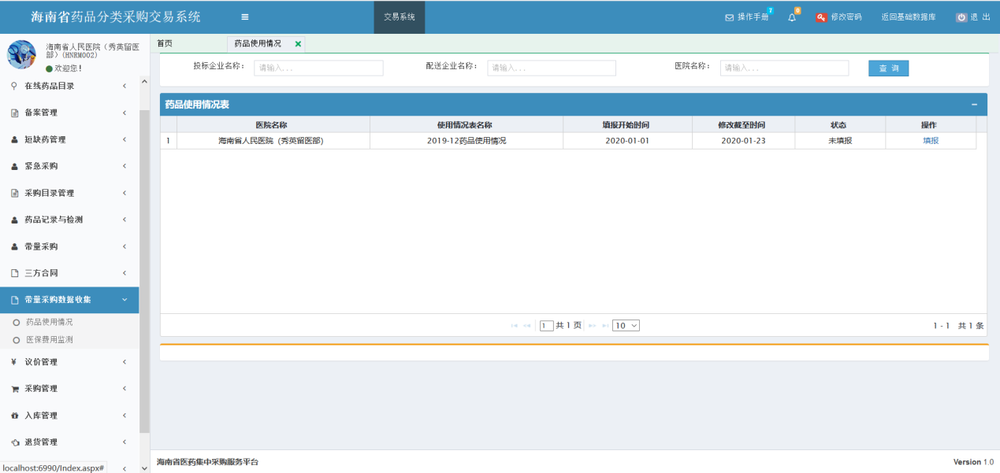 海南省药品分类采购交易系统
交易系统
操作手册
7
0
修改密码
返回基础数据库
退 出
海南省人民医院（秀英留医
部）(HNRM002)
欢迎您！
首页
药品使用情况
在线药品目录
备案管理
短缺药管理
紧急采购
采购目录管理
药品记录与检测
带量采购
三方合同
带量采购数据收集
药品使用情况
医保费用监测
议价管理
采购管理
入库管理
退货管理
localhost:6990/Index.aspx#
投标企业名称：
请输入...
配送企业名称：
请输入...
医院名称：
请输入...
查 询
药品使用情况表
医院名称 使用情况表名称 填报开始时间 修改截至时间 状态 操作
1 海南省人民医院（秀英留医部） 2019-12药品使用情况 2020-01-01 2020-01-23 未填报 填报
1 共 1 页 10
1 - 1 共 1 条
海南省医药集中采购服务平台
Version 1.0